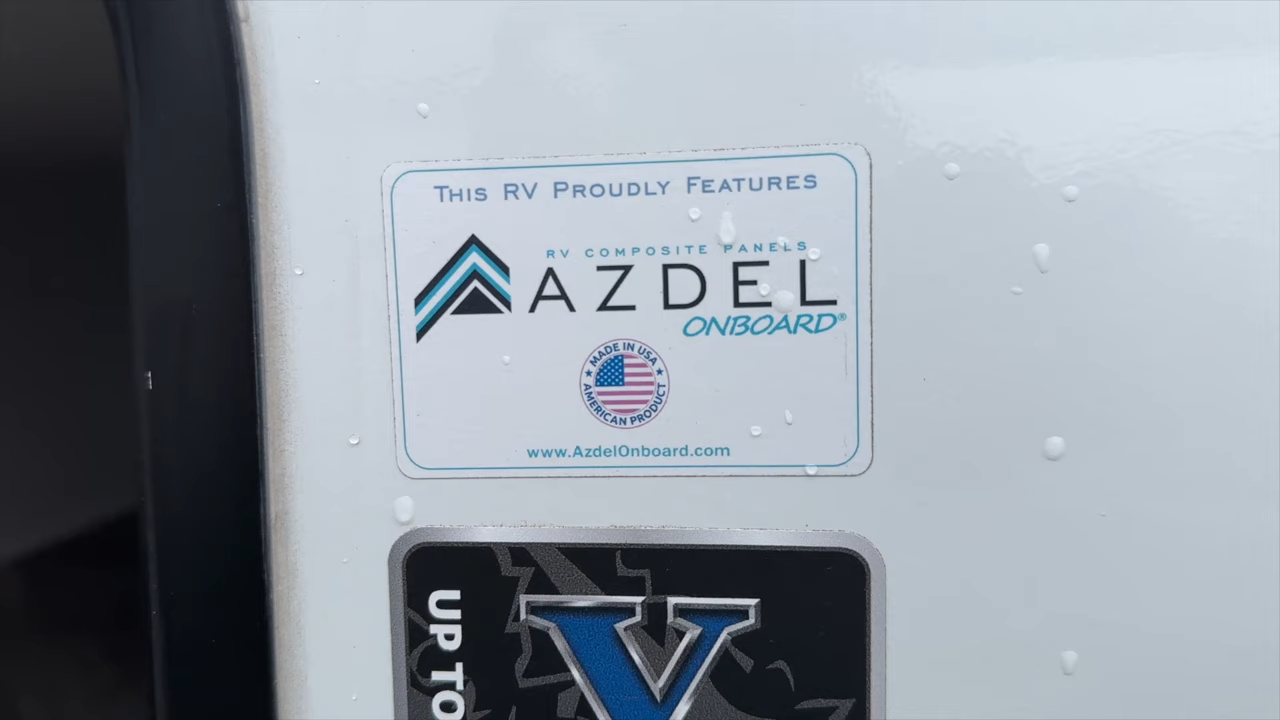 THIS RV PROUDLY FEATURES
RV COMPOSITE PANELS
AZDEL
ONBOARD®
MADE IN USA
AMERICAN PRODUCT
www.AzdelOnboard.com
UP TO
V